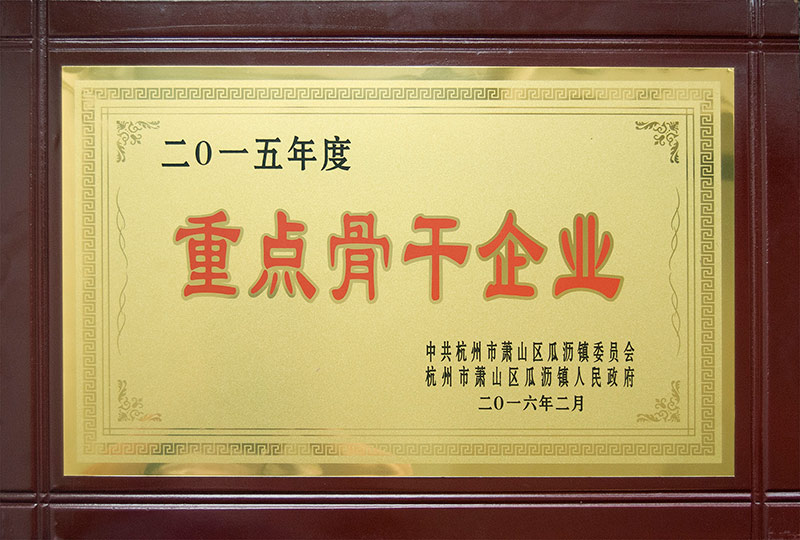 二〇一五年度
重点骨干企业
中共杭州市萧山区瓜沥镇委员会
杭州市萧山区瓜沥镇人民政府
二〇一六年二月